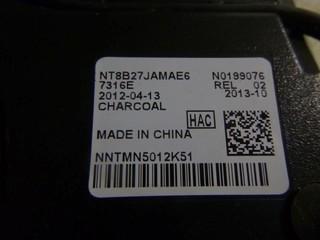 NT8B27JAMAE6 N0199076
7316E REL 02
2012-04-13 2013-10
CHARCOAL
HAC
MADE IN CHINA
NNTMN5012K51